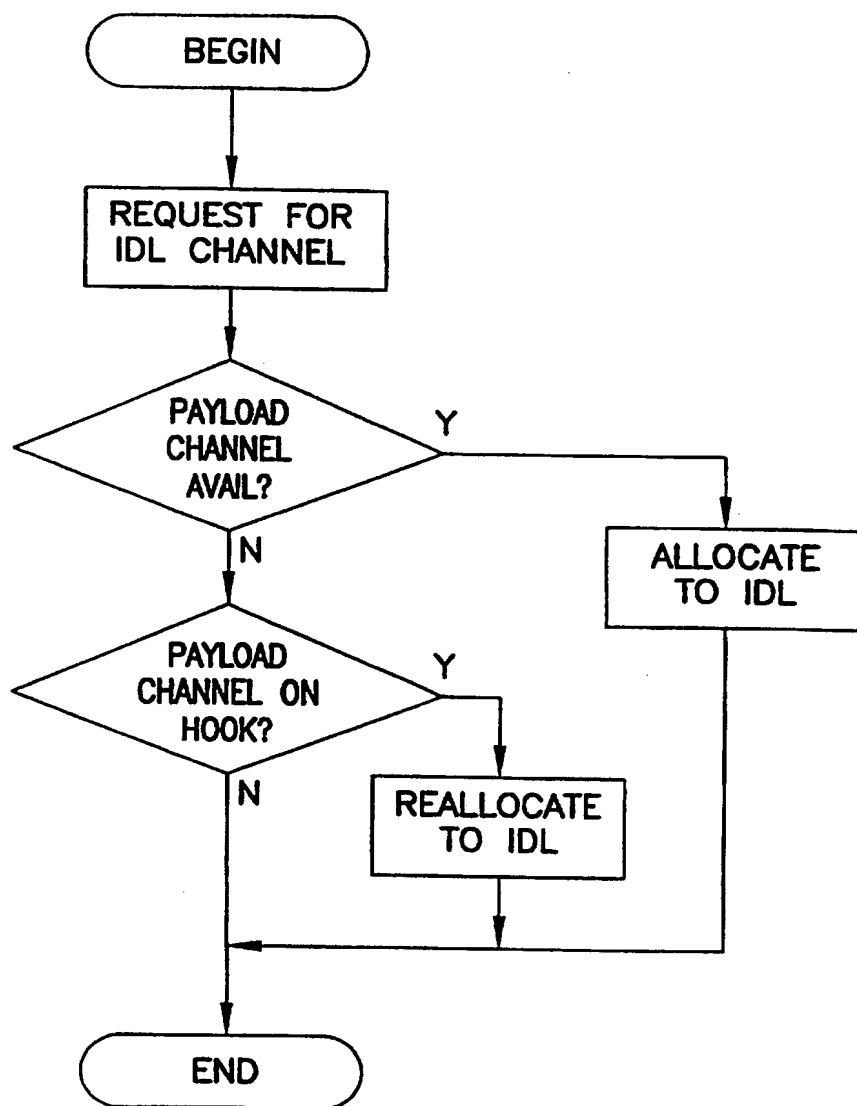 BEGIN
REQUEST FOR
IDL CHANNEL
PAYLOAD
CHANNEL
AVAIL?
Y
N
ALLOCATE
TO IDL
PAYLOAD
CHANNEL ON
HOOK?
Y
N
REALLOCATE
TO IDL
END